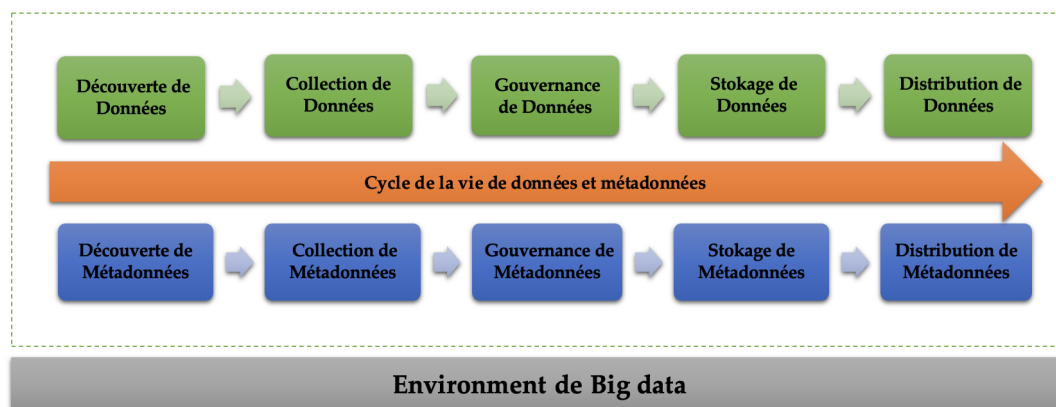 Découverte de
Données
Collection de
Données
Gouvernance
de Données
Stokage de
Données
Distribution de
Données
Cycle de la vie de données et métadonnées
Découverte de
Métadonnées
Collection de
Métadonnées
Gouvernance de
Métadonnées
Stokage de
Métadonnées
Distribution de
Métadonnées
Environment de Big data